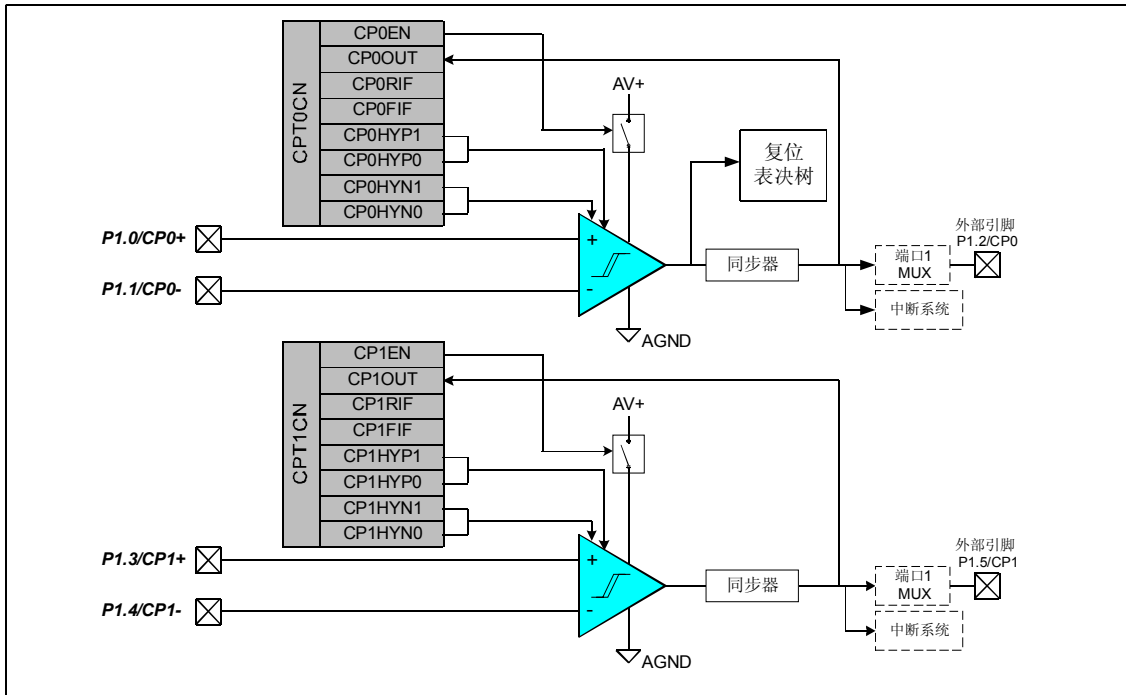 CPT0CN
CP0EN
CP0OUT
CP0RIF
CP0FIF
CP0HYP1
CP0HYP0
CP0HYN1
CP0HYN0
AV+
复位
表决树
P1.0/CP0+
P1.1/CP0-
+
-
同步器
端口1
MUX
外部引脚
P1.2/CP0
中断系统
AGND
CPT1CN
CP1EN
CP1OUT
CP1RIF
CP1FIF
CP1HYP1
CP1HYP0
CP1HYN1
CP1HYN0
AV+
P1.3/CP1+
P1.4/CP1-
+
-
同步器
端口1
MUX
外部引脚
P1.5/CP1
中断系统
AGND